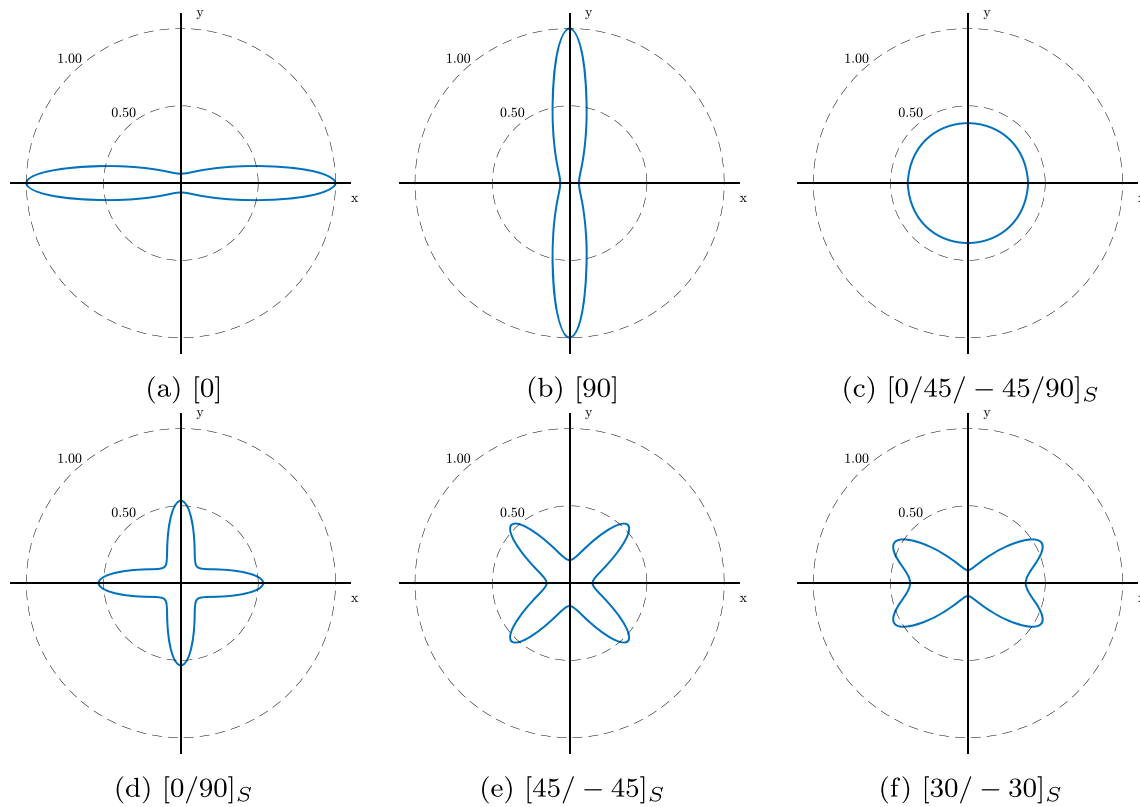 y y y
1.00 1.00 1.00
0.50 0.50 0.50
x x x
(a) [0] (b) [90] (c) [0/45/ − 45/90]S
y y y
1.00 1.00 1.00
0.50 0.50 0.50
x x x
(d) [0/90]S (e) [45/ − 45]S (f) [30/ − 30]S